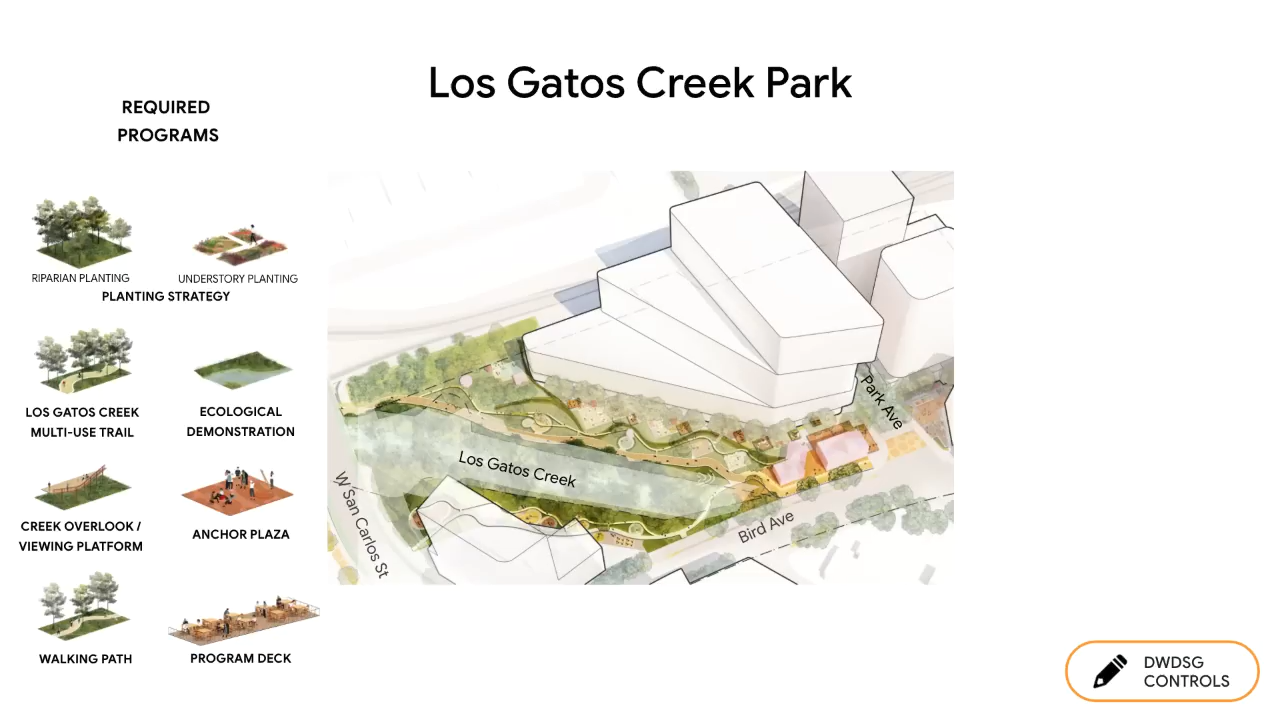 Los Gatos Creek Park
REQUIRED
PROGRAMS
RIPARIAN PLANTING
UNDERSTORY PLANTING
PLANTING STRATEGY
LOS GATOS CREEK
MULTI-USE TRAIL
ECOLOGICAL
DEMONSTRATION
CREEK OVERLOOK /
VIEWING PLATFORM
ANCHOR PLAZA
WALKING PATH
PROGRAM DECK
Park Ave
Los Gatos Creek
W San Carlos St
Bird Ave
DWDSG
CONTROLS